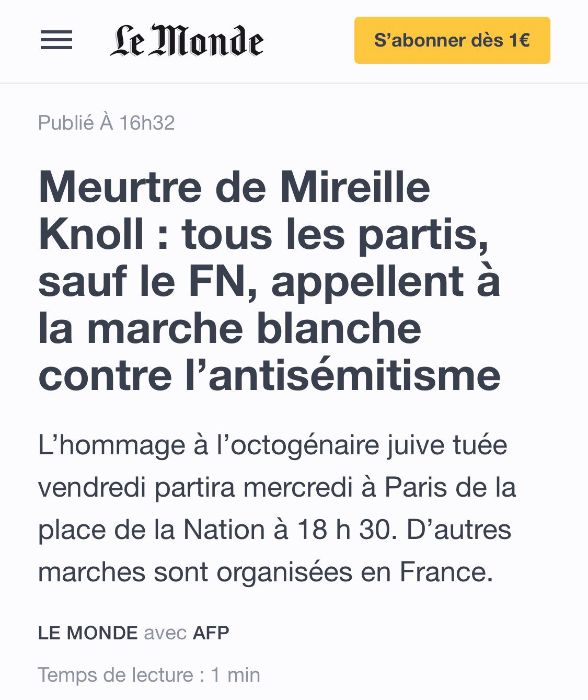 Le Monde
S’abonner dès 1€
Publié À 16h32
Meurtre de Mireille
Knoll : tous les partis,
sauf le FN, appellent à
la marche blanche
contre l’antisémitisme
L’hommage à l’octogénaire juive tuée
vendredi partira mercredi à Paris de la
place de la Nation à 18 h 30. D’autres
marches sont organisées en France.
LE MONDE avec AFP
Temps de lecture : 1 min